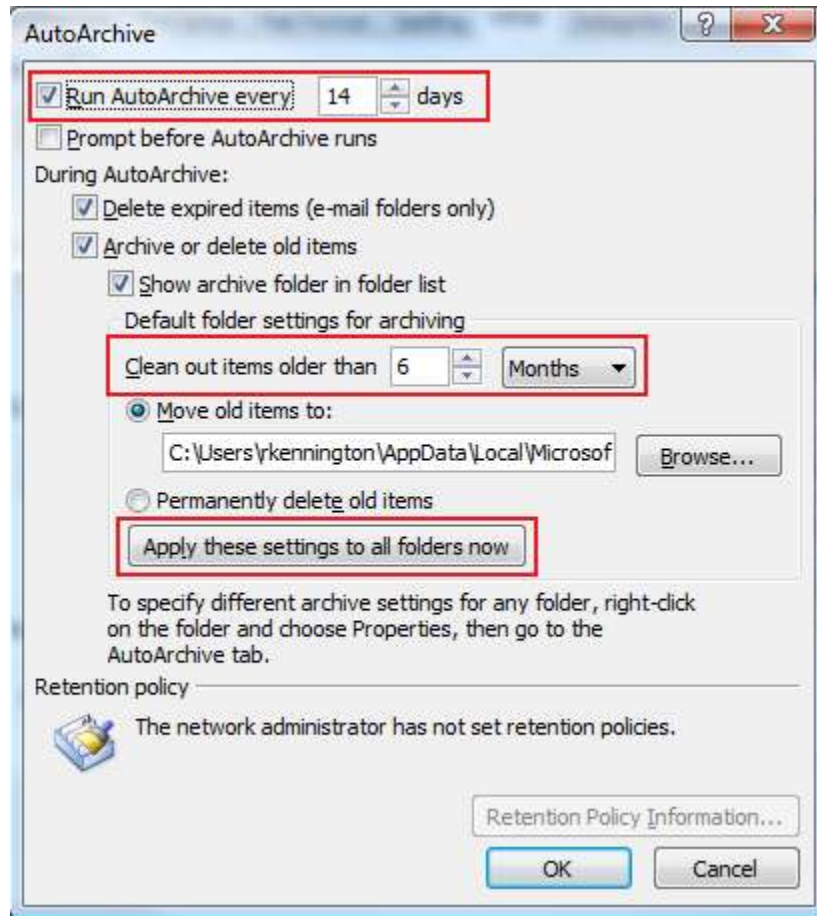 AutoArchive
Run AutoArchive every 14 days
Prompt before AutoArchive runs
During AutoArchive:
Delete expired items (e-mail folders only)
Archive or delete old items
Show archive folder in folder list
Default folder settings for archiving
Clean out items older than 6 Months
Move old items to:
C:\Users\rkennington\AppData\Local\Microsof Browse...
Permanently delete old items
Apply these settings to all folders now
To specify different archive settings for any folder, right-click
on the folder and choose Properties, then go to the
AutoArchive tab.
Retention policy
The network administrator has not set retention policies.
Retention Policy Information...
OK Cancel